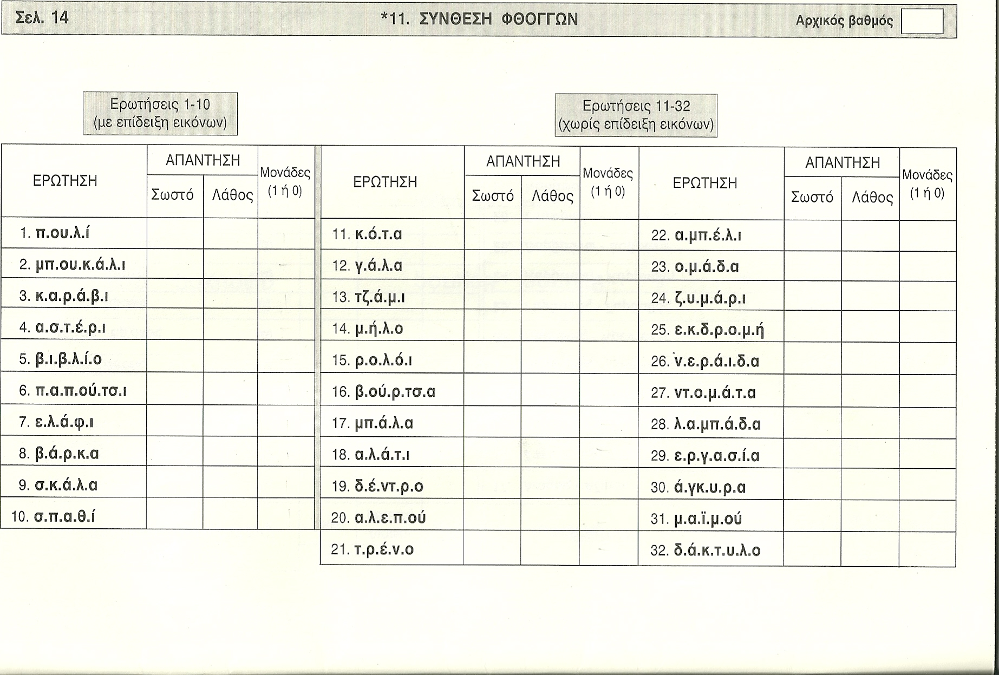 Σελ. 14 *11. ΣΥΝΘΕΣΗ ΦΘΟΓΓΩΝ Αρχικός βαθμός
Ερωτήσεις 1-10
(με επίδειξη εικόνων)
Ερωτήσεις 11-32
(χωρίς επίδειξη εικόνων)
ΕΡΩΤΗΣΗ ΑΠΑΝΤΗΣΗ Μονάδες (1 ή 0) ΕΡΩΤΗΣΗ ΑΠΑΝΤΗΣΗ Μονάδες (1 ή 0) ΕΡΩΤΗΣΗ ΑΠΑΝΤΗΣΗ Μονάδες (1 ή 0)
Σωστό Λάθος Σωστό Λάθος Σωστό Λάθος
1. π.ου.λ.ί 11. κ.ό.τ.α 22. α.μπ.έ.λ.ι
2. μπ.ου.κ.ά.λ.ι 12. γ.ά.λ.α 23. ο.μ.ά.δ.α
3. κ.α.ρ.ά.β.ι 13. τζ.ά.μ.ι 24. ζ.υ.μ.ά.ρ.ι
4. α.σ.τ.έ.ρ.ι 14. μ.ή.λ.ο 25. ε.κ.δ.ρ.ο.μ.ή
5. β.ι.β.λ.ί.ο 15. ρ.ο.λ.ό.ι 26. ν.ε.ρ.ά.ι.δ.α
6. π.α.π.ού.τσ.ι 16. β.ού.ρ.τσ.α 27. ντ.ο.μ.ά.τ.α
7. ε.λ.ά.φ.ι 17. μπ.ά.λ.α 28. λ.α.μπ.ά.δ.α
8. β.ά.ρ.κ.α 18. α.λ.ά.τ.ι 29. ε.ρ.γ.α.σ.ί.α
9. σ.κ.ά.λ.α 19. δ.έ.ντ.ρ.ο 30. ά.γκ.υ.ρ.α
10. σ.π.α.θ.ί 20. α.λ.ε.π.ού 31. μ.α.ϊ.μ.ού
21. τ.ρ.έ.ν.ο 32. δ.ά.κ.τ.υ.λ.ο